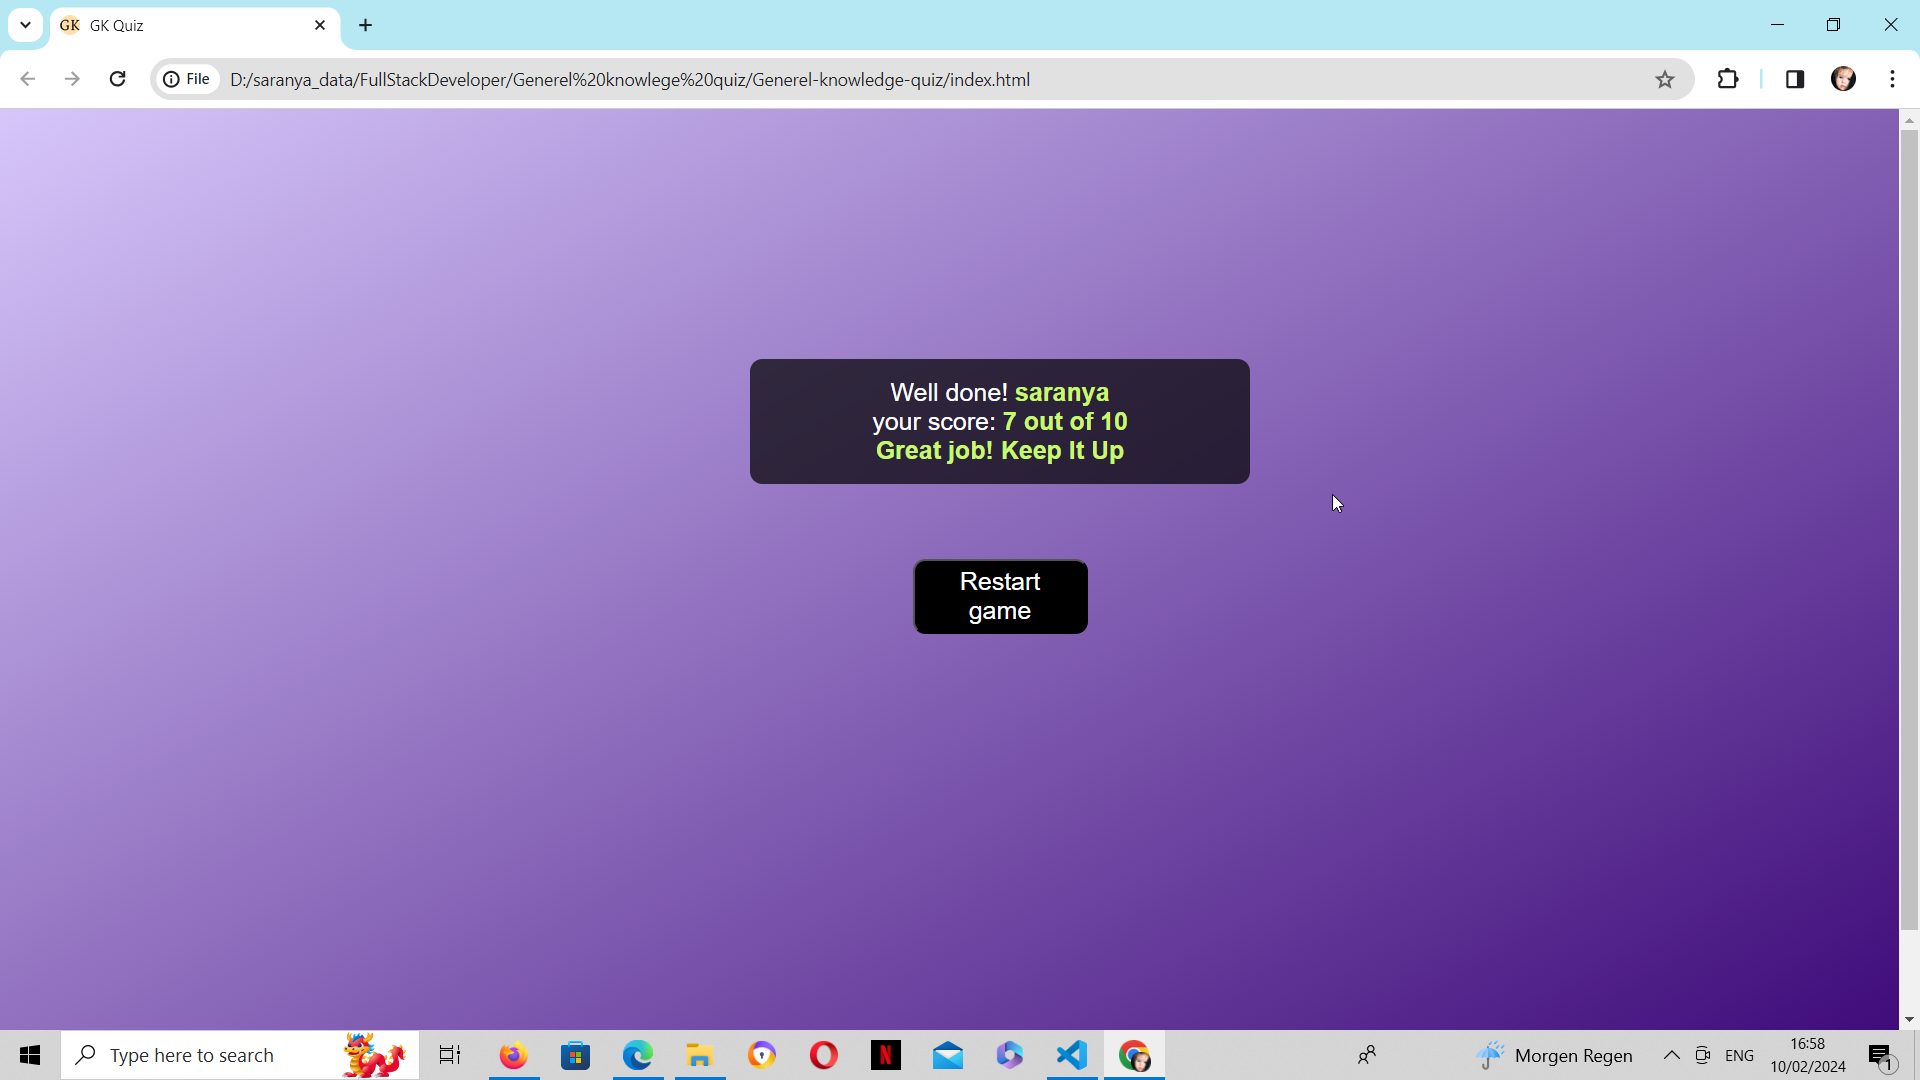 GK GK Quiz
File D:/saranya_data/FullStackDeveloper/Generel%20knowlege%20quiz/Generel-knowledge-quiz/index.html
Well done! saranya
your score: 7 out of 10
Great job! Keep It Up
Restart
game
Type here to search
N
Morgen Regen
ENG
16:58
10/02/2024
1